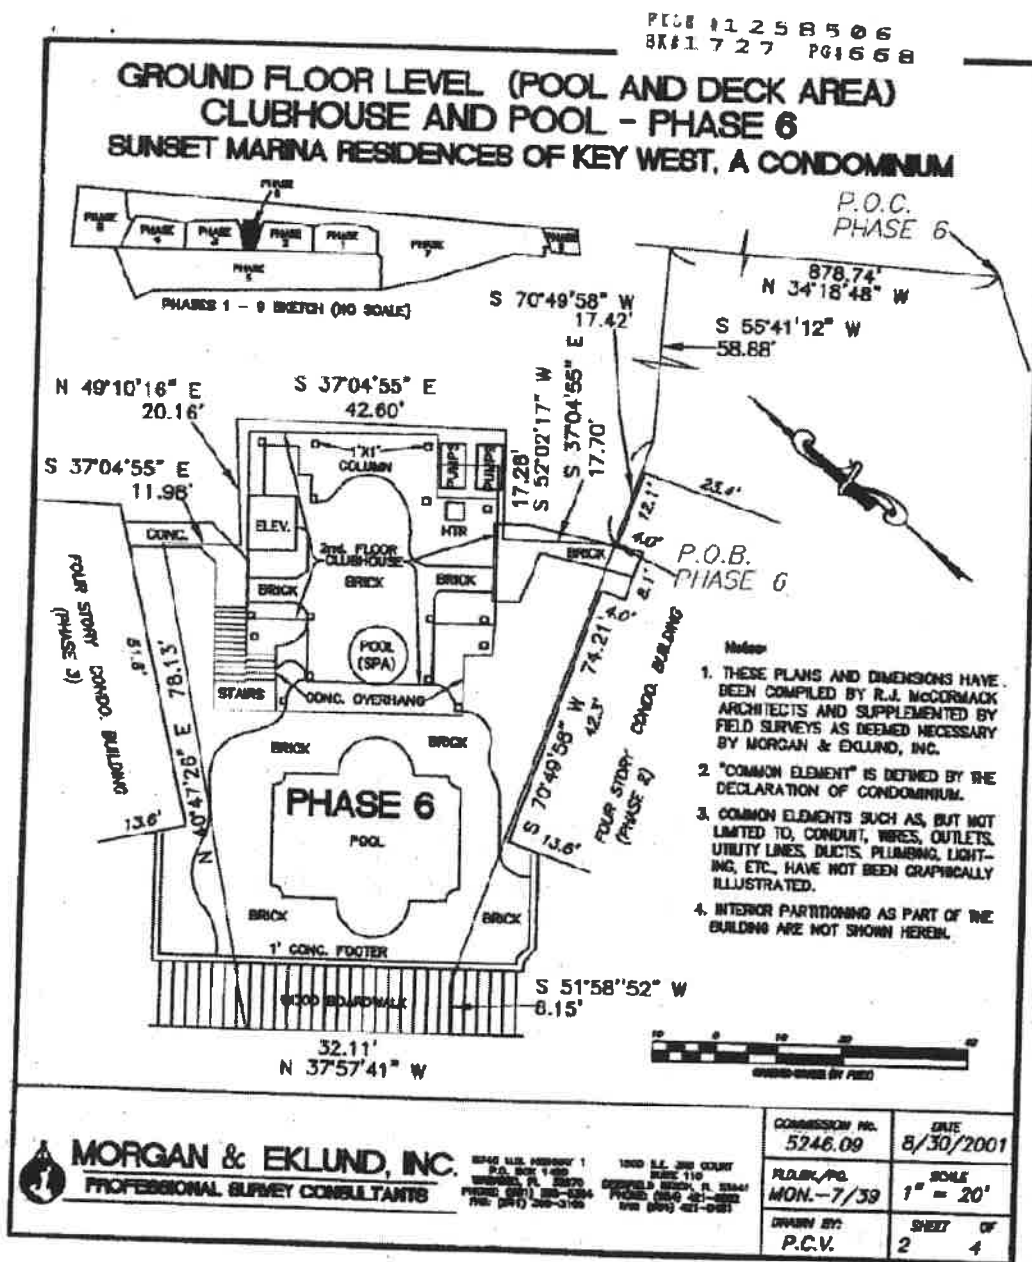 FILE #1258506
BK#1727 PG#668
GROUND FLOOR LEVEL (POOL AND DECK AREA)
CLUBHOUSE AND POOL - PHASE 6
SUNSET MARINA RESIDENCES OF KEY WEST, A CONDOMINIUM
P.O.C.
PHASE 6
PHASE
PHASE
PHASE
4
PHASE
PHASE
2
PHASE
1
PHASE
7
PHASE
PHASE
5
PHASES 1 - 9 SKETCH (NO SCALE)
878.74'
N 34°18'48" W
S 70°49'58" W
17.42'
S 55°41'12" W
58.88'
N 49°10'16" E
20.16'
S 37°04'55" E
42.60'
S 52°02'17" W
17.28'
S 37°04'55" E
17.70'
S 37°04'55" E
11.98'
1"X1"
COLUMN
PUMPS
PUMPS
HTR
ELEV.
CONC.
2nd. FLOOR
CLUBHOUSE
BRICK
BRICK
BRICK
BRICK
23.4'
12.1'
4.0'
P.O.B.
PHASE 6
8.1'
4.0'
POOL
(SPA)
STAIRS
CONC. OVERHANG
FOUR STORY CONDO. BUILDING
(PHASE 3)
51.8'
78.13'
N 40°47'26" E
13.6'
BRICK
BRICK
PHASE 6
POOL
S 70°49'58" W 74.21'
42.3'
13.6'
FOUR STORY CONDO. BUILDING
(PHASE 2)
BRICK
BRICK
1' CONC. FOOTER
WOOD BOARDWALK
S 51°58'52" W
8.15'
32.11'
N 37°57'41" W
Notes:
1. THESE PLANS AND DIMENSIONS HAVE
BEEN COMPILED BY R.J. McCORMACK
ARCHITECTS AND SUPPLEMENTED BY
FIELD SURVEYS AS DEEMED NECESSARY
BY MORGAN & EKLUND, INC.
2. "COMMON ELEMENT" IS DEFINED BY THE
DECLARATION OF CONDOMINIUM.
3. COMMON ELEMENTS SUCH AS, BUT NOT
LIMITED TO, CONDUIT, WIRES, OUTLETS,
UTILITY LINES, DUCTS, PLUMBING, LIGHT-
ING, ETC., HAVE NOT BEEN GRAPHICALLY
ILLUSTRATED.
4. INTERIOR PARTITIONING AS PART OF THE
BUILDING ARE NOT SHOWN HEREIN.
10 0 10 20 40
MORGAN & EKLUND, INC.
PROFESSIONAL SURVEY CONSULTANTS
COMMISSION NO.
5246.09
DATE
8/30/2001
FLDBK./PG.
MON.-7/39
SCALE
1" = 20'
DRAWN BY:
P.C.V.
SHEET OF
2 4